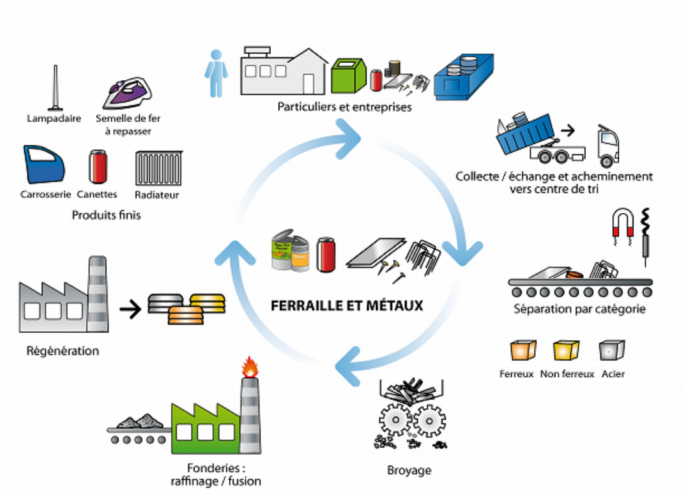 Particuliers et entreprises
Lampadaire
Semelle de fer
à repasser
Carrosserie
Canettes
Radiateur
Produits finis
Collecte / échange et acheminement
vers centre de tri
Séparation par catégorie
Ferreux
Non ferreux
Acier
FERRAILLE ET MÉTAUX
Régénération
Fonderies :
raffinage / fusion
Broyage